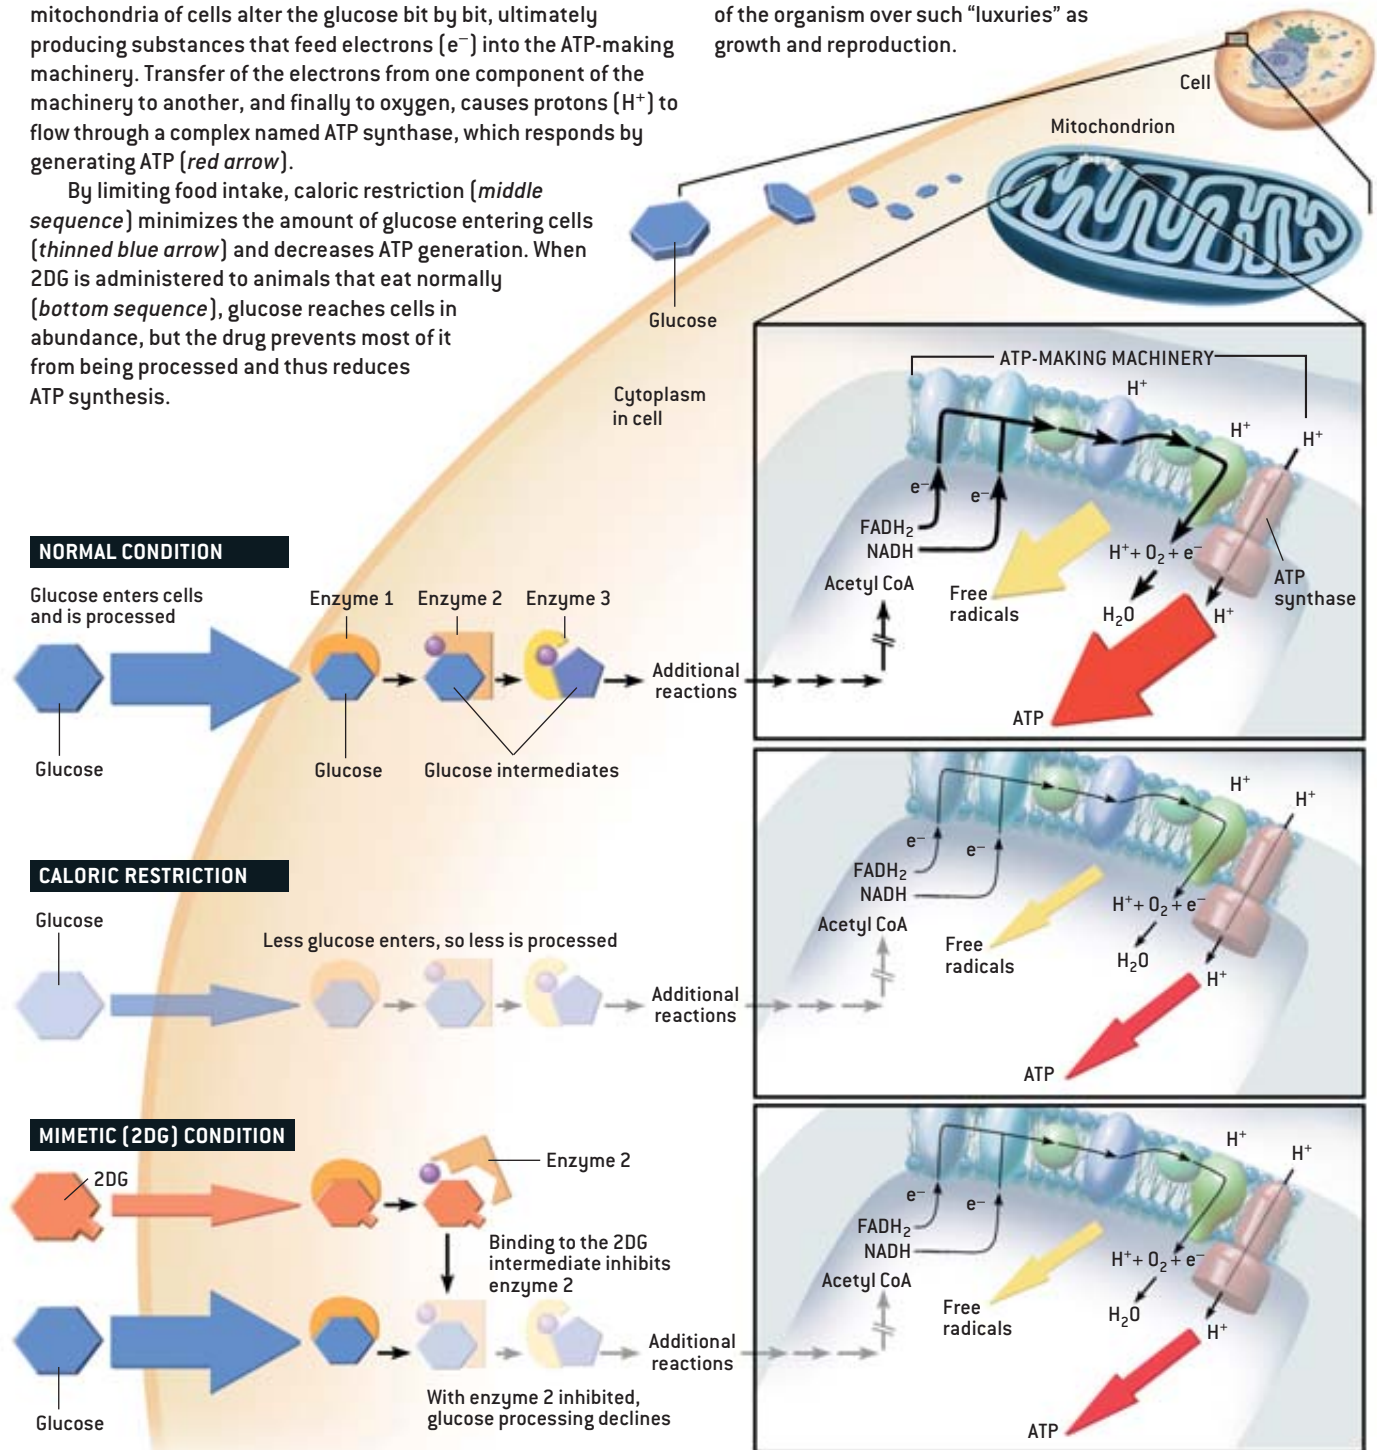 mitochondria of cells alter the glucose bit by bit, ultimately
producing substances that feed electrons (e⁻) into the ATP-making
machinery. Transfer of the electrons from one component of the
machinery to another, and finally to oxygen, causes protons (H⁺) to
flow through a complex named ATP synthase, which responds by
generating ATP (red arrow).
By limiting food intake, caloric restriction (middle
sequence) minimizes the amount of glucose entering cells
(thinned blue arrow) and decreases ATP generation. When
2DG is administered to animals that eat normally
(bottom sequence), glucose reaches cells in
abundance, but the drug prevents most of it
from being processed and thus reduces
ATP synthesis.
of the organism over such “luxuries” as
growth and reproduction.
Cell
Mitochondrion
Glucose
Cytoplasm
in cell
ATP-MAKING MACHINERY
H⁺
H⁺
H⁺
e⁻
e⁻
FADH₂
NADH
H⁺+ O₂ + e⁻
Acetyl CoA
Free
radicals
H₂O
H⁺
ATP
synthase
ATP
NORMAL CONDITION
Glucose enters cells
and is processed
Enzyme 1
Enzyme 2
Enzyme 3
Additional
reactions
Glucose
Glucose
Glucose intermediates
CALORIC RESTRICTION
Glucose
Less glucose enters, so less is processed
Additional
reactions
H⁺
H⁺
e⁻
e⁻
FADH₂
NADH
H⁺+ O₂ + e⁻
Acetyl CoA
Free
radicals
H₂O
H⁺
ATP
MIMETIC (2DG) CONDITION
2DG
Enzyme 2
Binding to the 2DG
intermediate inhibits
enzyme 2
Additional
reactions
With enzyme 2 inhibited,
glucose processing declines
Glucose
H⁺
H⁺
e⁻
e⁻
FADH₂
NADH
H⁺+ O₂ + e⁻
Acetyl CoA
Free
radicals
H₂O
H⁺
ATP